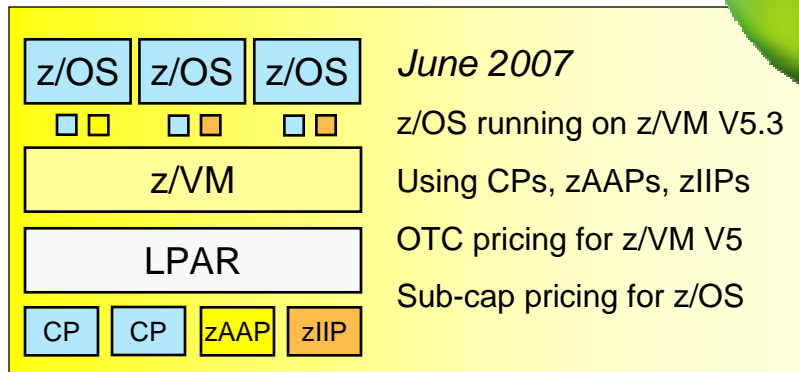 z/OS z/OS z/OS
z/VM
LPAR
CP CP zAAP zIIP
June 2007
z/OS running on z/VM V5.3
Using CPs, zAAPs, zIIPs
OTC pricing for z/VM V5
Sub-cap pricing for z/OS